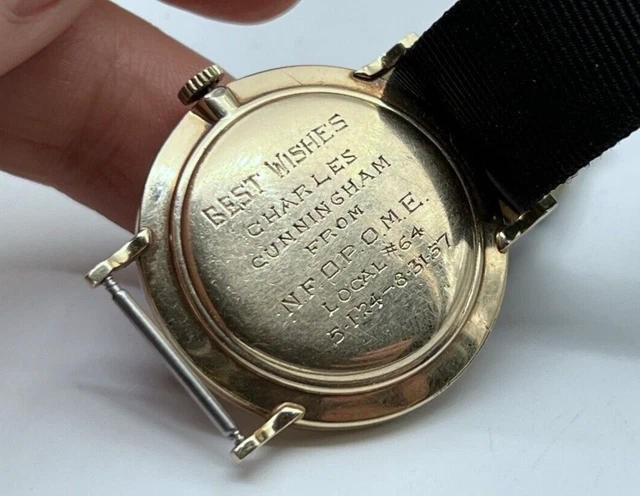 BEST WISHES
CHARLES
CUNNINGHAM
FROM
N.F.O.P.O.M.E.
LOCAL #64
5-1-24-8-31-57